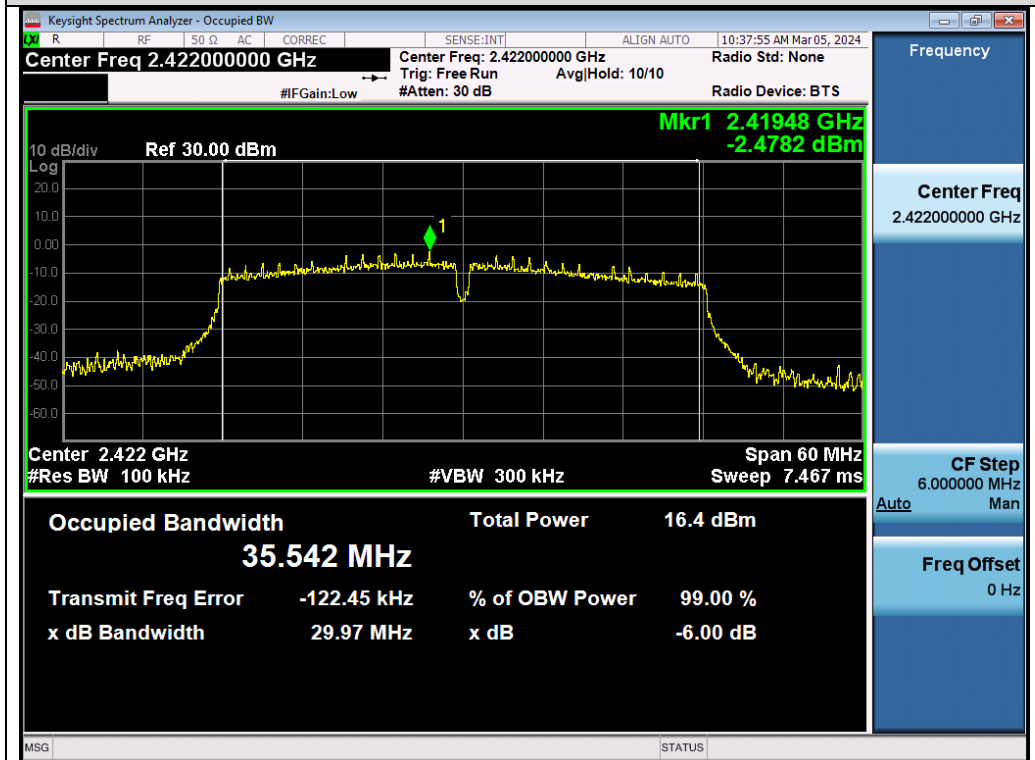 Keysight Spectrum Analyzer - Occupied BW
LXI R RF 50 Ω AC CORREC SENSE:INT ALIGN AUTO 10:37:55 AM Mar 05, 2024
Center Freq 2.422000000 GHz
Center Freq: 2.422000000 GHz Radio Std: None
Trig: Free Run Avg|Hold: 10/10
#IFGain:Low #Atten: 30 dB Radio Device: BTS
Mkr1 2.41948 GHz
-2.4782 dBm
10 dB/div Ref 30.00 dBm
Log
20.0
10.0
1
0.00
-10.0
-20.0
-30.0
-40.0
-50.0
-60.0
Center 2.422 GHz Span 60 MHz
#Res BW 100 kHz #VBW 300 kHz Sweep 7.467 ms
Occupied Bandwidth Total Power 16.4 dBm
35.542 MHz
Transmit Freq Error -122.45 kHz % of OBW Power 99.00 %
x dB Bandwidth 29.97 MHz x dB -6.00 dB
Frequency
Center Freq
2.422000000 GHz
CF Step
6.000000 MHz
Auto Man
Freq Offset
0 Hz
MSG STATUS